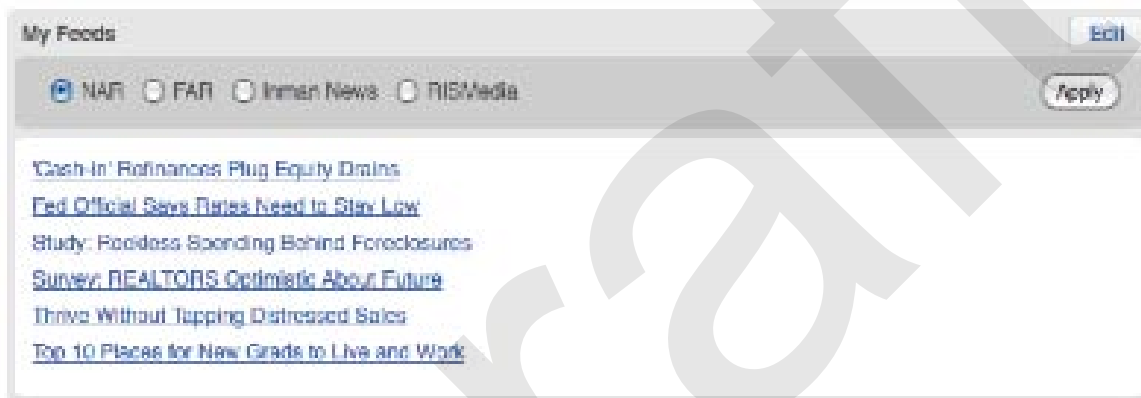 My Feeds Edit
NAR FAR Inman News RISMedia Apply
'Cash-In' Refinances Plug Equity Drains
Fed Official Says Rates Need to Stay Low
Study: Reckless Spending Behind Foreclosures
Survey: REALTORS Optimistic About Future
Thrive Without Tapping Distressed Sales
Top 10 Places for New Grads to Live and Work